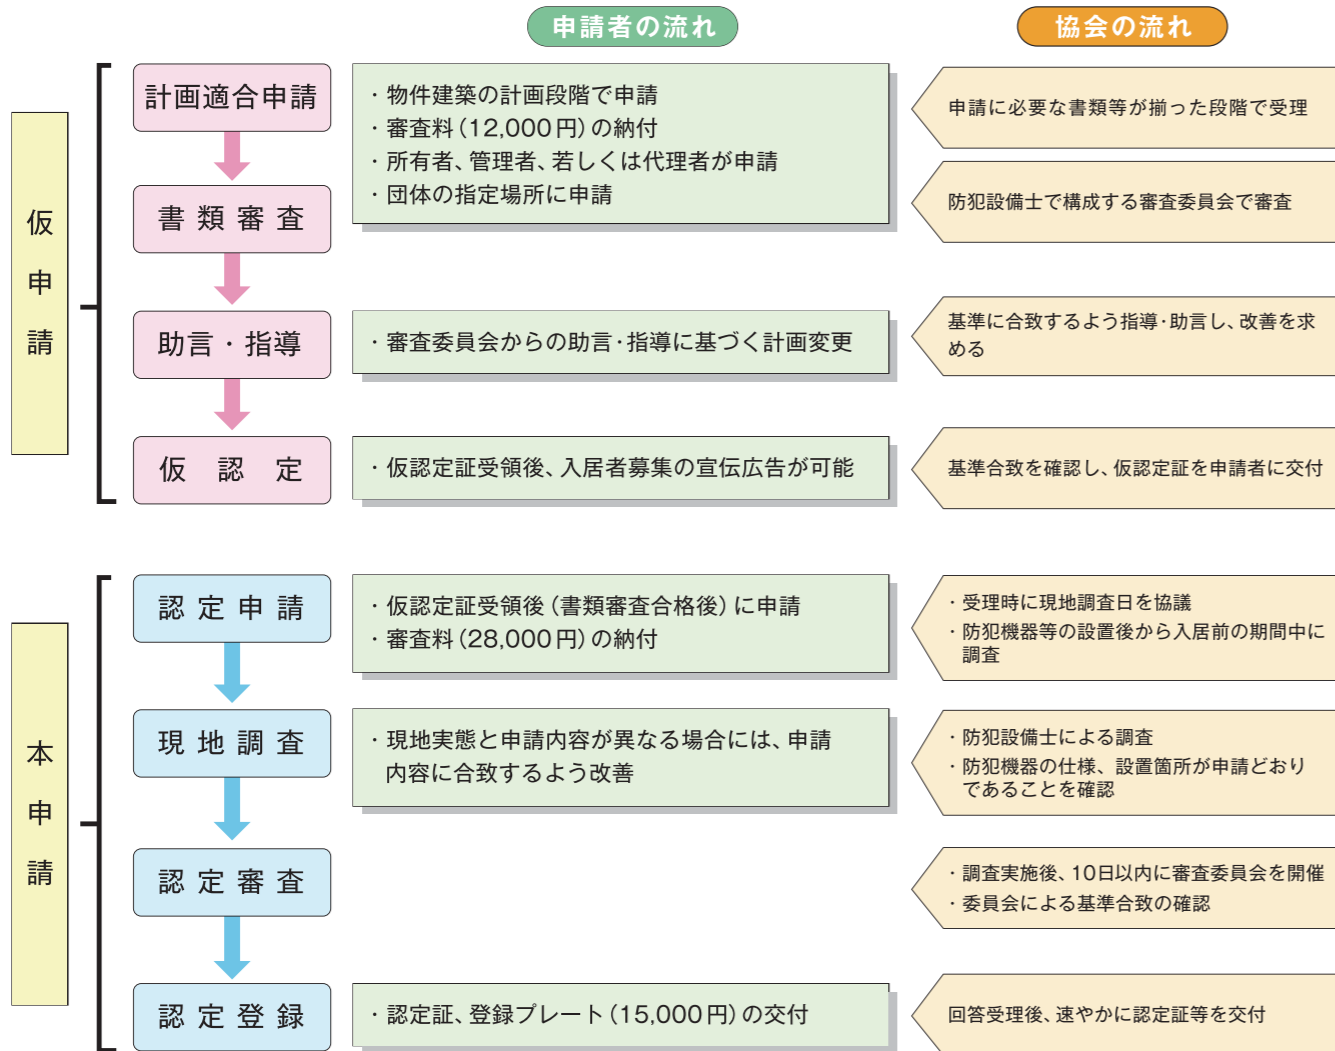 申請者の流れ
協会の流れ
仮申請
計画適合申請
・物件建築の計画段階で申請
・審査料(12,000円)の納付
・所有者、管理者、若しくは代理者が申請
・団体の指定場所に申請
申請に必要な書類等が揃った段階で受理
書類審査
防犯設備士で構成する審査委員会で審査
助言・指導
・審査委員会からの助言・指導に基づく計画変更
基準に合致するよう指導・助言し、改善を求
める
仮認定
・仮認定証受領後、入居者募集の宣伝広告が可能
基準合致を確認し、仮認定証を申請者に交付
本申請
認定申請
・仮認定証受領後(書類審査合格後)に申請
・審査料(28,000円)の納付
・受理時に現地調査日を協議
・防犯機器等の設置後から入居前の期間中に
調査
現地調査
・現地実態と申請内容が異なる場合には、申請
内容に合致するよう改善
・防犯設備士による調査
・防犯機器の仕様、設置箇所が申請どおり
であることを確認
認定審査
・調査実施後、10日以内に審査委員会を開催
・委員会による基準合致の確認
認定登録
・認定証、登録プレート(15,000円)の交付
回答受理後、速やかに認定証等を交付